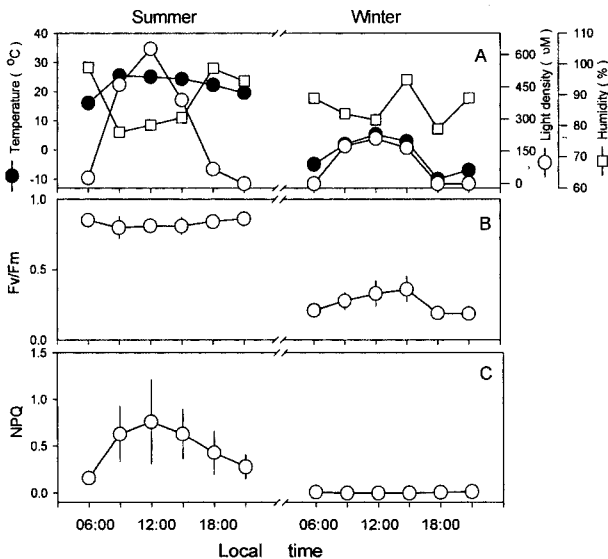 Summer Winter
40
30
20
10
0
-10
Temperature ( °C )
A
600
450
300
150
0
Light density ( μM )
110
100
90
80
70
60
Humidity ( % )
1.0
0.5
0.0
Fv/Fm
B
1.5
1.0
0.5
0.0
NPQ
C
06:00 12:00 18:00 06:00 12:00 18:00
Local time